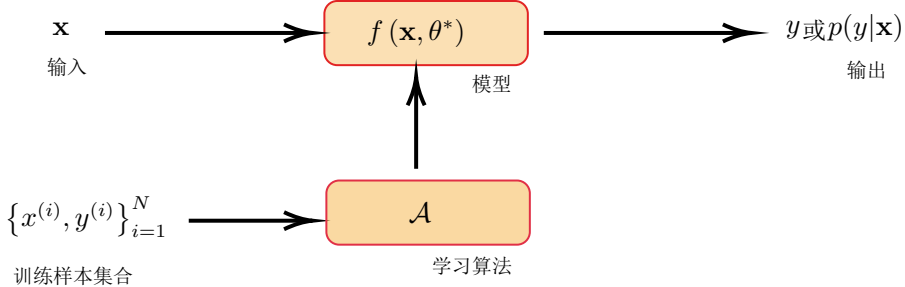 x f (x, θ*) y或p(y|x)
输入 模型 输出
{x^(i), y^(i)}_{i=1}^N A
训练样本集合 学习算法